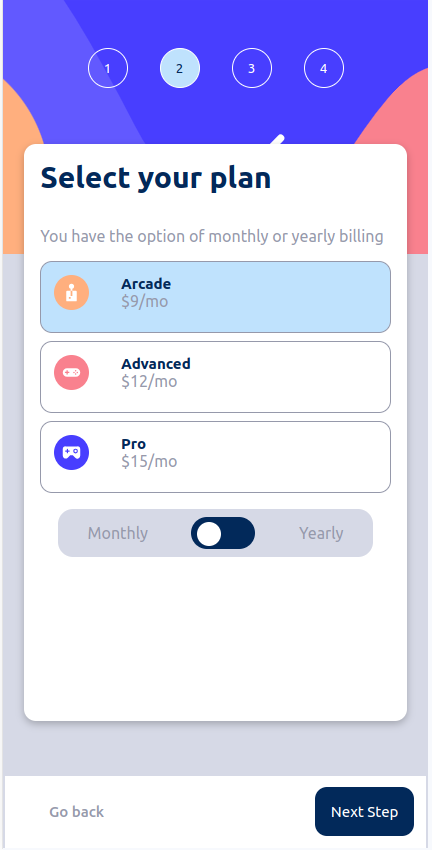 1 2 3 4
Select your plan
You have the option of monthly or yearly billing
Arcade
$9/mo
Advanced
$12/mo
Pro
$15/mo
Monthly Yearly
Go back Next Step